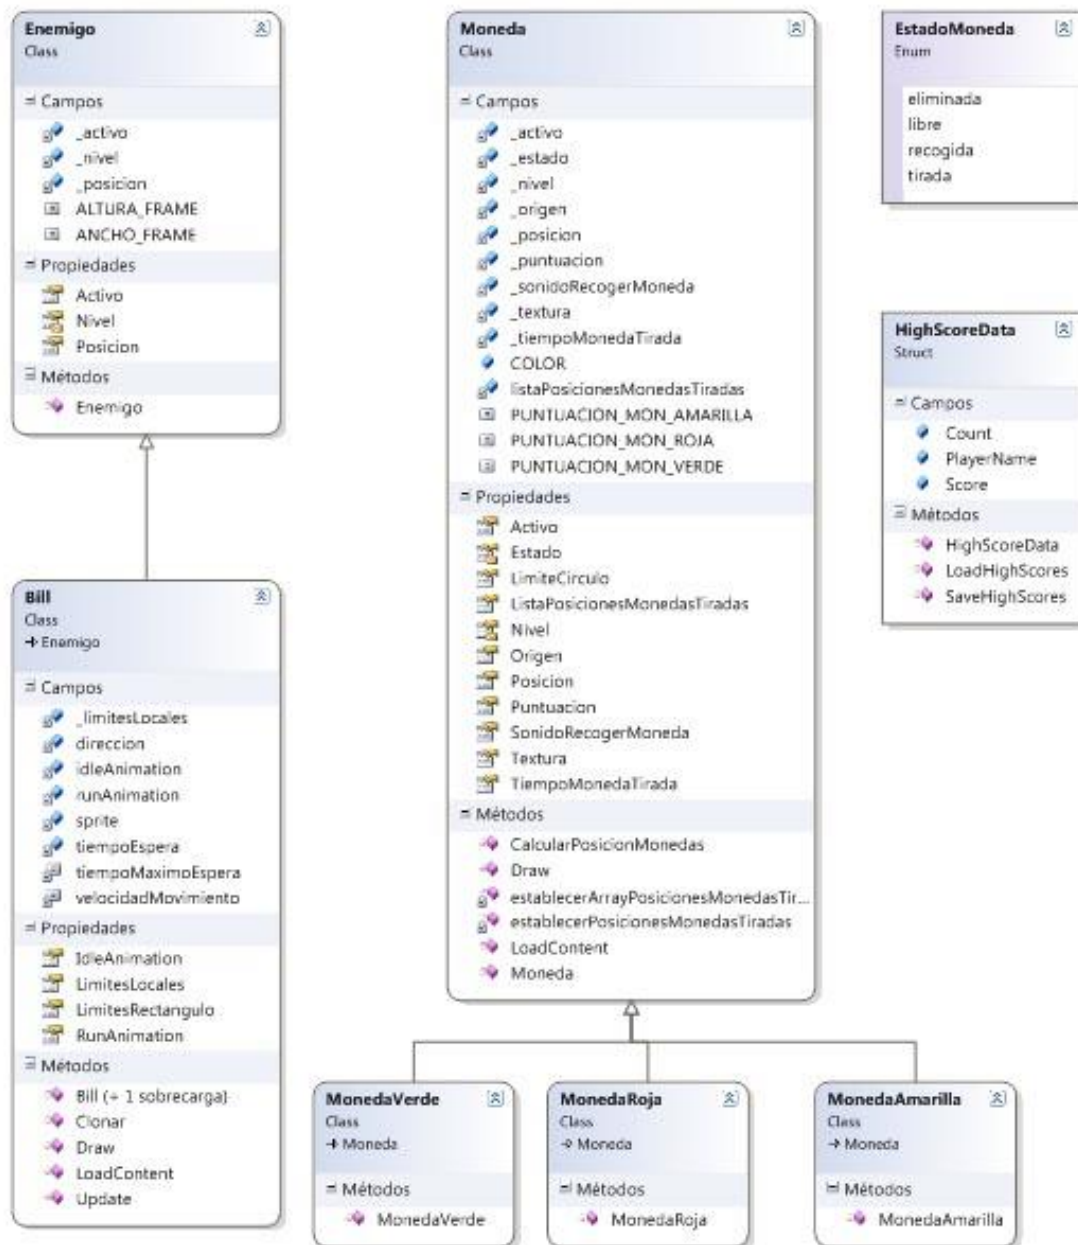 Enemigo
Class
Campos
_activo
_nivel
_posicion
ALTURA_FRAME
ANCHO_FRAME
Propiedades
Activo
Nivel
Posicion
Métodos
Enemigo
Bill
Class
Enemigo
Campos
_limitesLocales
direccion
idleAnimation
runAnimation
sprite
tiempoEspera
tiempoMaximoEspera
velocidadMovimiento
Propiedades
IdleAnimation
LimitesLocales
LimitesRectangulo
RunAnimation
Métodos
Bill (+ 1 sobrecarga)
Clonar
Draw
LoadContent
Update
Moneda
Class
Campos
_activo
_estado
_nivel
_origen
_posicion
_puntuacion
_sonidoRecogerMoneda
_textura
_tiempoMonedaTirada
COLOR
listaPosicionesMonedasTiradas
PUNTUACION_MON_AMARILLA
PUNTUACION_MON_ROJA
PUNTUACION_MON_VERDE
Propiedades
Activo
Estado
LimiteCirculo
ListaPosicionesMonedasTiradas
Nivel
Origen
Posicion
Puntuacion
SonidoRecogerMoneda
Textura
TiempoMonedaTirada
Métodos
CalcularPosicionMonedas
Draw
establecerArrayPosicionesMonedasTir...
establecerPosicionesMonedasTiradas
LoadContent
Moneda
MonedaVerde
Class
Moneda
Métodos
MonedaVerde
MonedaRoja
Class
Moneda
Métodos
MonedaRoja
MonedaAmarilla
Class
Moneda
Métodos
MonedaAmarilla
EstadoMoneda
Enum
eliminada
libre
recogida
tirada
HighScoreData
Struct
Campos
Count
PlayerName
Score
Métodos
HighScoreData
LoadHighScores
SaveHighScores